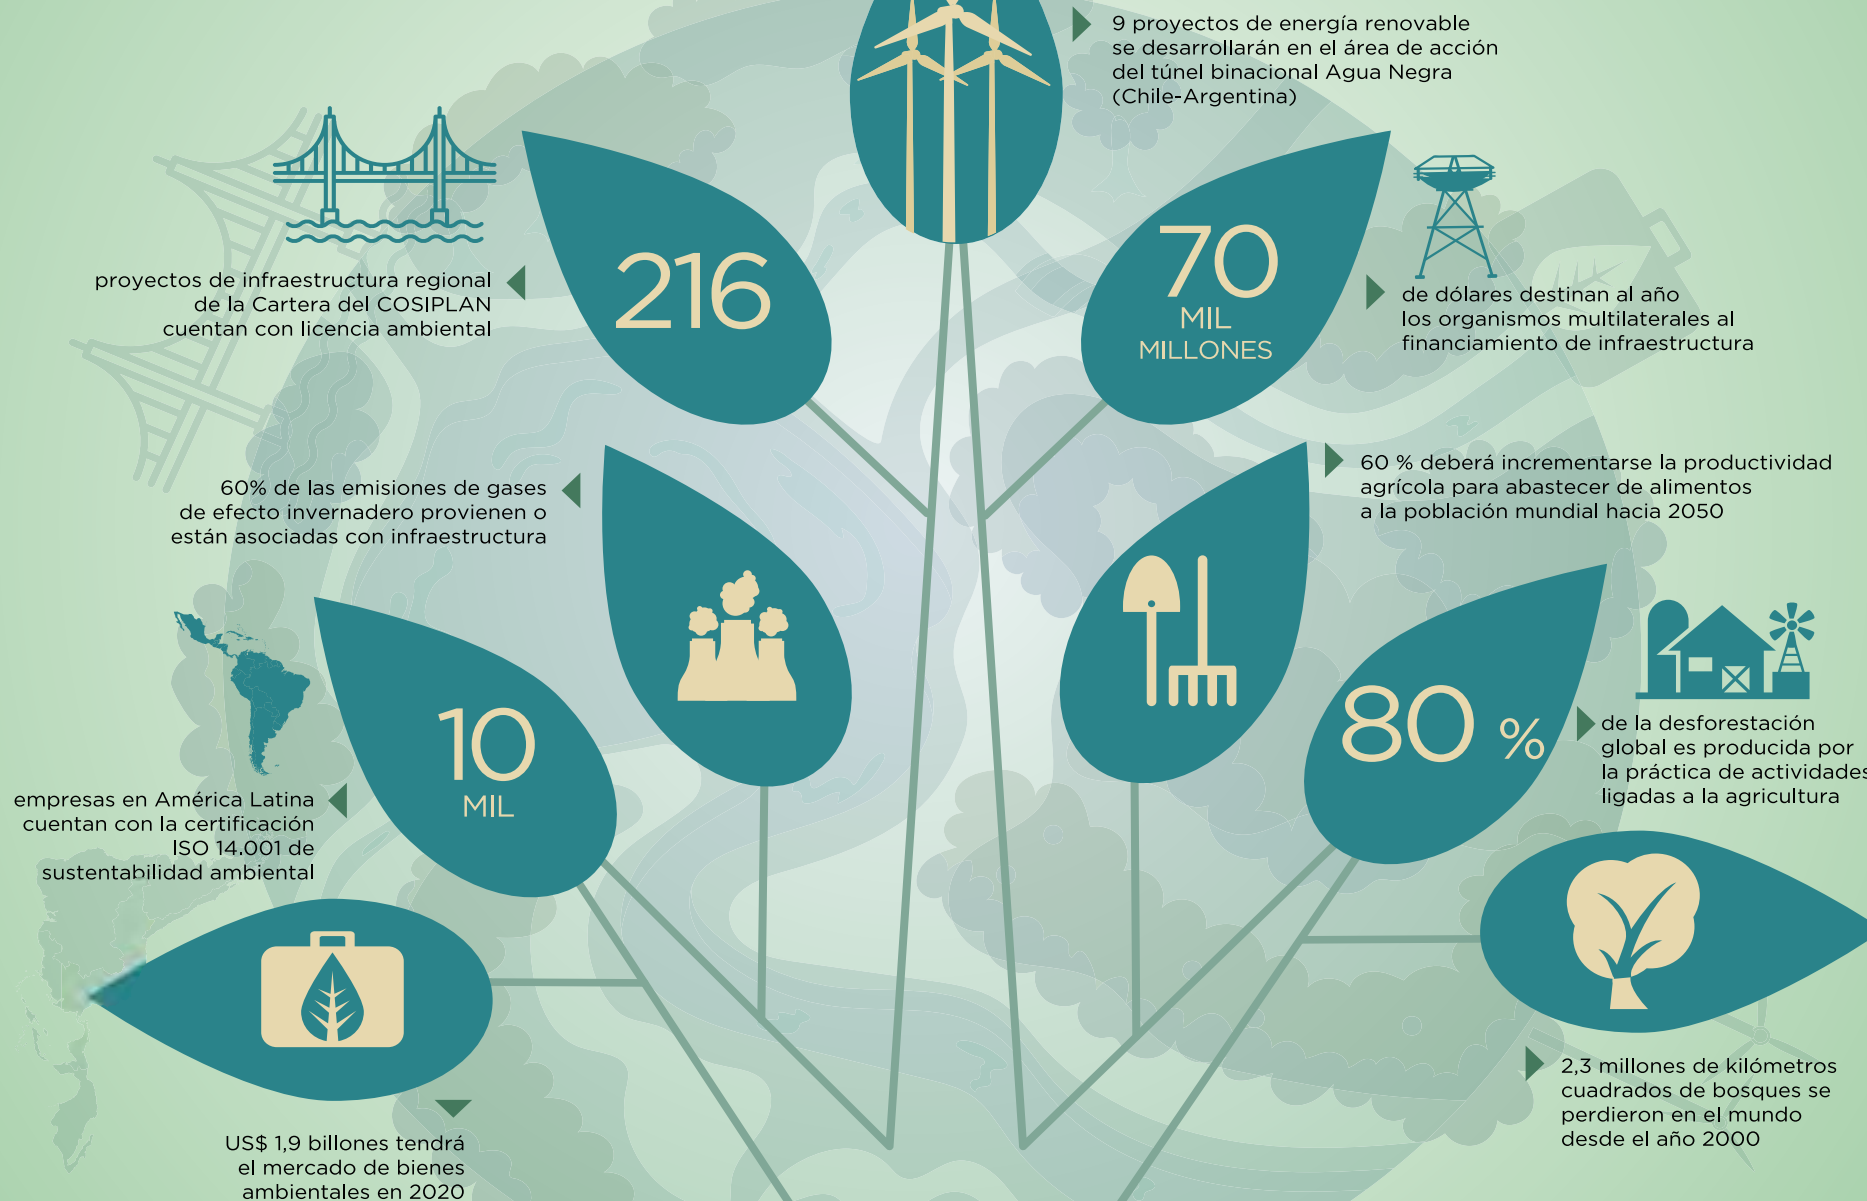 9 proyectos de energía renovable
se desarrollarán en el área de acción
del túnel binacional Agua Negra
(Chile-Argentina)
216
proyectos de infraestructura regional
de la Cartera del COSIPLAN
cuentan con licencia ambiental
70
MIL
MILLONES
de dólares destinan al año
los organismos multilaterales al
financiamiento de infraestructura
60% de las emisiones de gases
de efecto invernadero provienen o
están asociadas con infraestructura
60 % deberá incrementarse la productividad
agrícola para abastecer de alimentos
a la población mundial hacia 2050
10
MIL
empresas en América Latina
cuentan con la certificación
ISO 14.001 de
sustentabilidad ambiental
80 %
de la desforestación
global es producida por
la práctica de actividades
ligadas a la agricultura
US$ 1,9 billones tendrá
el mercado de bienes
ambientales en 2020
2,3 millones de kilómetros
cuadrados de bosques se
perdieron en el mundo
desde el año 2000